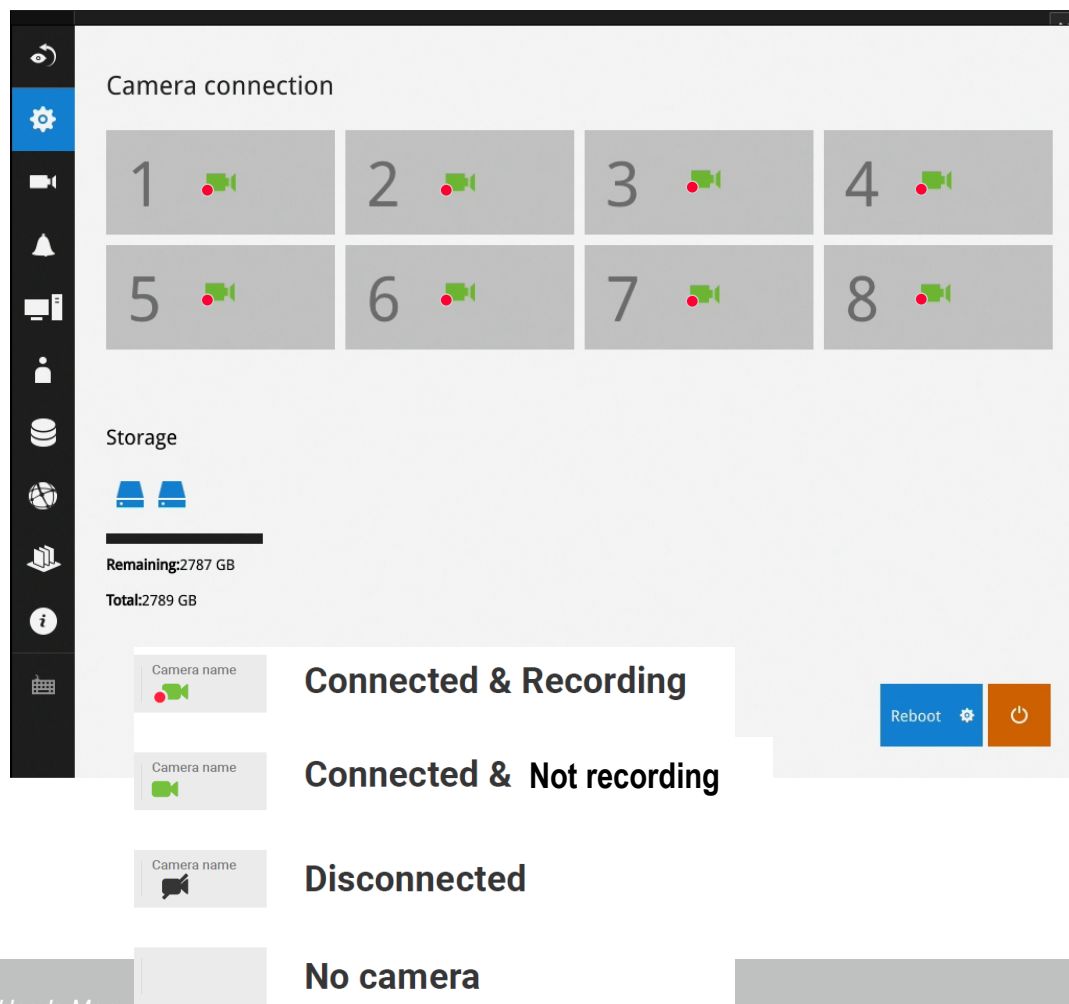 Camera connection
1 2 3 4
5 6 7 8
Storage
Remaining:2787 GB
Total:2789 GB
Camera name
Connected & Recording
Reboot
Camera name
Connected & Not recording
Camera name
Disconnected
No camera